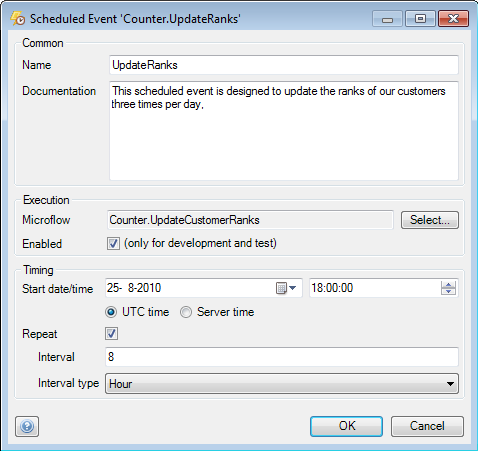 Scheduled Event 'Counter.UpdateRanks'
Common
Name UpdateRanks
Documentation This scheduled event is designed to update the ranks of our customers
three times per day.
Execution
Microflow Counter.UpdateCustomerRanks Select...
Enabled (only for development and test)
Timing
Start date/time 25- 8-2010 18:00:00
UTC time Server time
Repeat
Interval 8
Interval type Hour
? OK Cancel